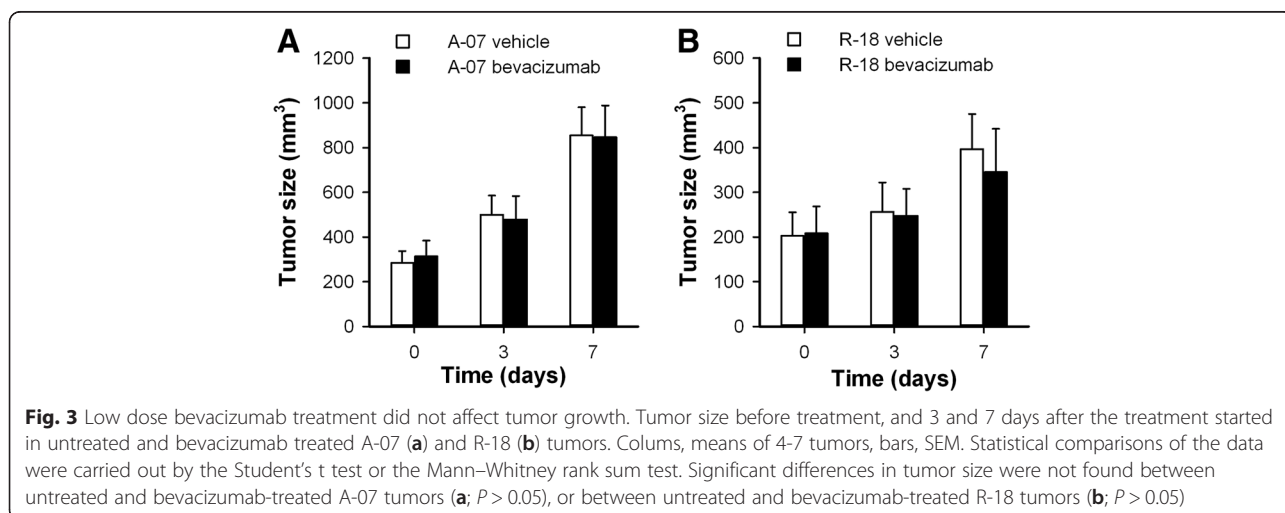 A
A-07 vehicle
A-07 bevacizumab
1200
1000
800
600
400
200
0
Tumor size (mm³)
0 3 7
Time (days)
B
R-18 vehicle
R-18 bevacizumab
600
500
400
300
200
100
0
Tumor size (mm³)
0 3 7
Time (days)
Fig. 3 Low dose bevacizumab treatment did not affect tumor growth. Tumor size before treatment, and 3 and 7 days after the treatment started
in untreated and bevacizumab treated A-07 (a) and R-18 (b) tumors. Colums, means of 4-7 tumors, bars, SEM. Statistical comparisons of the data
were carried out by the Student's t test or the Mann–Whitney rank sum test. Significant differences in tumor size were not found between
untreated and bevacizumab-treated A-07 tumors (a; P > 0.05), or between untreated and bevacizumab-treated R-18 tumors (b; P > 0.05)